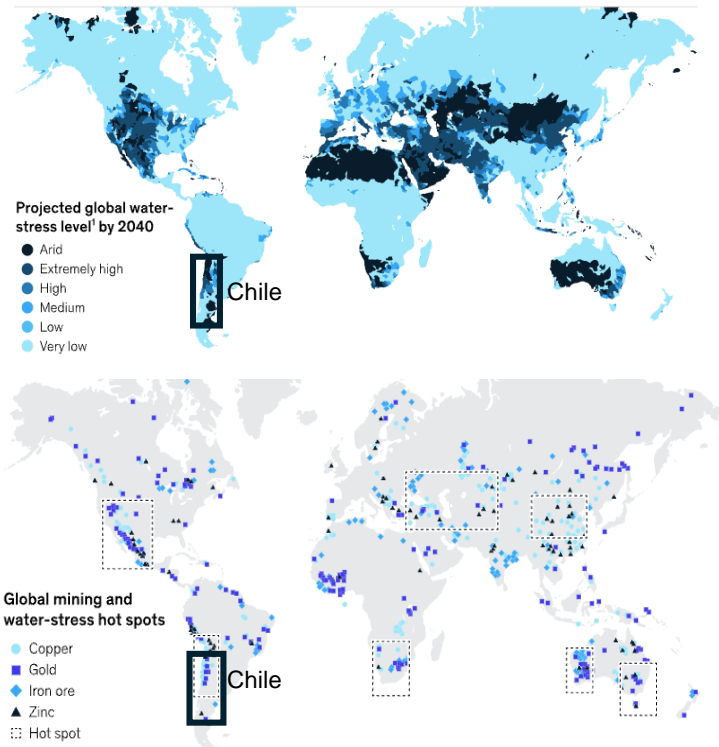 Projected global water-
stress level¹ by 2040
Arid
Extremely high
High
Medium
Low
Very low
Chile
Global mining and
water-stress hot spots
Copper
Gold
Iron ore
Zinc
Hot spot
Chile